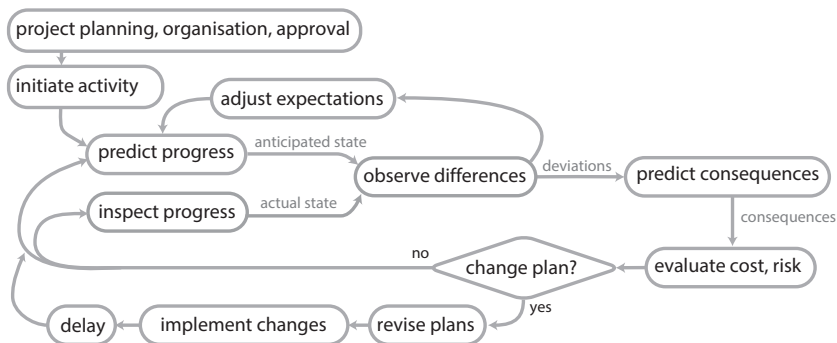 project planning, organisation, approval
initiate activity
adjust expectations
predict progress
anticipated state
observe differences
deviations
predict consequences
inspect progress
actual state
consequences
no
change plan?
evaluate cost, risk
yes
delay
implement changes
revise plans